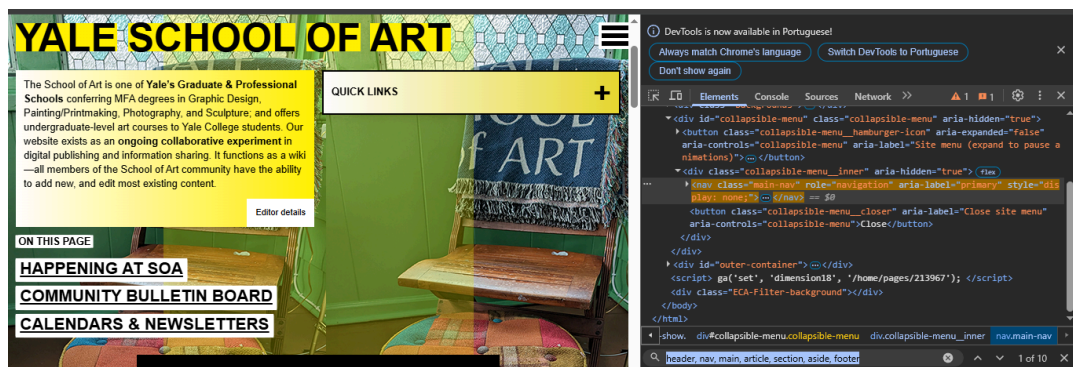 YALE SCHOOL OF ART
The School of Art is one of Yale's Graduate & Professional
Schools conferring MFA degrees in Graphic Design,
Painting/Printmaking, Photography, and Sculpture; and offers
undergraduate-level art courses to Yale College students. Our
website exists as an ongoing collaborative experiment in
digital publishing and information sharing. It functions as a wiki
—all members of the School of Art community have the ability
to add new, and edit most existing content.
Editor details
QUICK LINKS +
OL OF
f ART
ON THIS PAGE
HAPPENING AT SOA
COMMUNITY BULLETIN BOARD
CALENDARS & NEWSLETTERS
DevTools is now available in Portuguese!
Always match Chrome's language Switch DevTools to Portuguese
Don't show again
Elements Console Sources Network 1 1
<div id="collapsible-menu" class="collapsible-menu" aria-hidden="true">
<button class="collapsible-menu__hamburger-icon" aria-expanded="false"
aria-controls="collapsible-menu" aria-label="Site menu (expand to pause a
nimations)">…</button>
<div class="collapsible-menu__inner" aria-hidden="true"> flex
<nav class="main-nav" role="navigation" aria-label="primary" style="dis
play: none;">…</nav> == $0
<button class="collapsible-menu__closer" aria-label="Close site menu"
aria-controls="collapsible-menu">Close</button>
</div>
</div>
<div id="outer-container">…</div>
<script> ga('set', 'dimension18', '/home/pages/213967'); </script>
<div class="ECA-Filter-background"></div>
</body>
</html>
-show. div#collapsible-menu.collapsible-menu div.collapsible-menu__inner nav.main-nav
header, nav, main, article, section, aside, footer 1 of 10